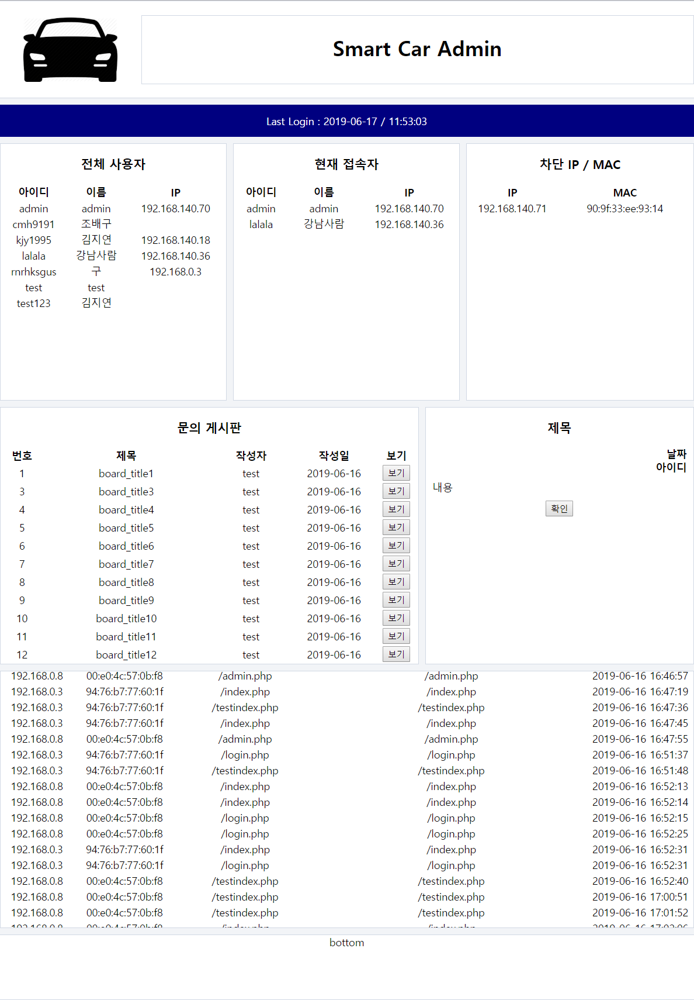 Smart Car Admin
Last Login : 2019-06-17 / 11:53:03
전체 사용자
아이디 이름 IP
admin admin 192.168.140.70
cmh9191 조배구
kjy1995 김지연 192.168.140.18
lalala 강남사람 192.168.140.36
rnrhksgus 구 192.168.0.3
test test
test123 김지연
현재 접속자
아이디 이름 IP
admin admin 192.168.140.70
lalala 강남사람 192.168.140.36
차단 IP / MAC
IP MAC
192.168.140.71 90:9f:33:ee:93:14
문의 게시판
번호 제목 작성자 작성일 보기
1 board_title1 test 2019-06-16 보기
3 board_title3 test 2019-06-16 보기
4 board_title4 test 2019-06-16 보기
5 board_title5 test 2019-06-16 보기
6 board_title6 test 2019-06-16 보기
7 board_title7 test 2019-06-16 보기
8 board_title8 test 2019-06-16 보기
9 board_title9 test 2019-06-16 보기
10 board_title10 test 2019-06-16 보기
11 board_title11 test 2019-06-16 보기
12 board_title12 test 2019-06-16 보기
제목
날짜
아이디
내용
확인
192.168.0.8 00:e0:4c:57:0b:f8 /admin.php /admin.php 2019-06-16 16:46:57
192.168.0.3 94:76:b7:77:60:1f /index.php /index.php 2019-06-16 16:47:19
192.168.0.3 94:76:b7:77:60:1f /testindex.php /testindex.php 2019-06-16 16:47:36
192.168.0.3 94:76:b7:77:60:1f /index.php /index.php 2019-06-16 16:47:45
192.168.0.8 00:e0:4c:57:0b:f8 /admin.php /admin.php 2019-06-16 16:47:55
192.168.0.3 94:76:b7:77:60:1f /login.php /login.php 2019-06-16 16:51:37
192.168.0.3 94:76:b7:77:60:1f /testindex.php /testindex.php 2019-06-16 16:51:48
192.168.0.8 00:e0:4c:57:0b:f8 /index.php /index.php 2019-06-16 16:52:13
192.168.0.8 00:e0:4c:57:0b:f8 /index.php /index.php 2019-06-16 16:52:14
192.168.0.8 00:e0:4c:57:0b:f8 /login.php /login.php 2019-06-16 16:52:15
192.168.0.8 00:e0:4c:57:0b:f8 /login.php /login.php 2019-06-16 16:52:25
192.168.0.3 94:76:b7:77:60:1f /index.php /index.php 2019-06-16 16:52:31
192.168.0.3 94:76:b7:77:60:1f /login.php /login.php 2019-06-16 16:52:31
192.168.0.8 00:e0:4c:57:0b:f8 /testindex.php /testindex.php 2019-06-16 16:52:40
192.168.0.8 00:e0:4c:57:0b:f8 /testindex.php /testindex.php 2019-06-16 17:00:51
192.168.0.8 00:e0:4c:57:0b:f8 /testindex.php /testindex.php 2019-06-16 17:01:52
bottom